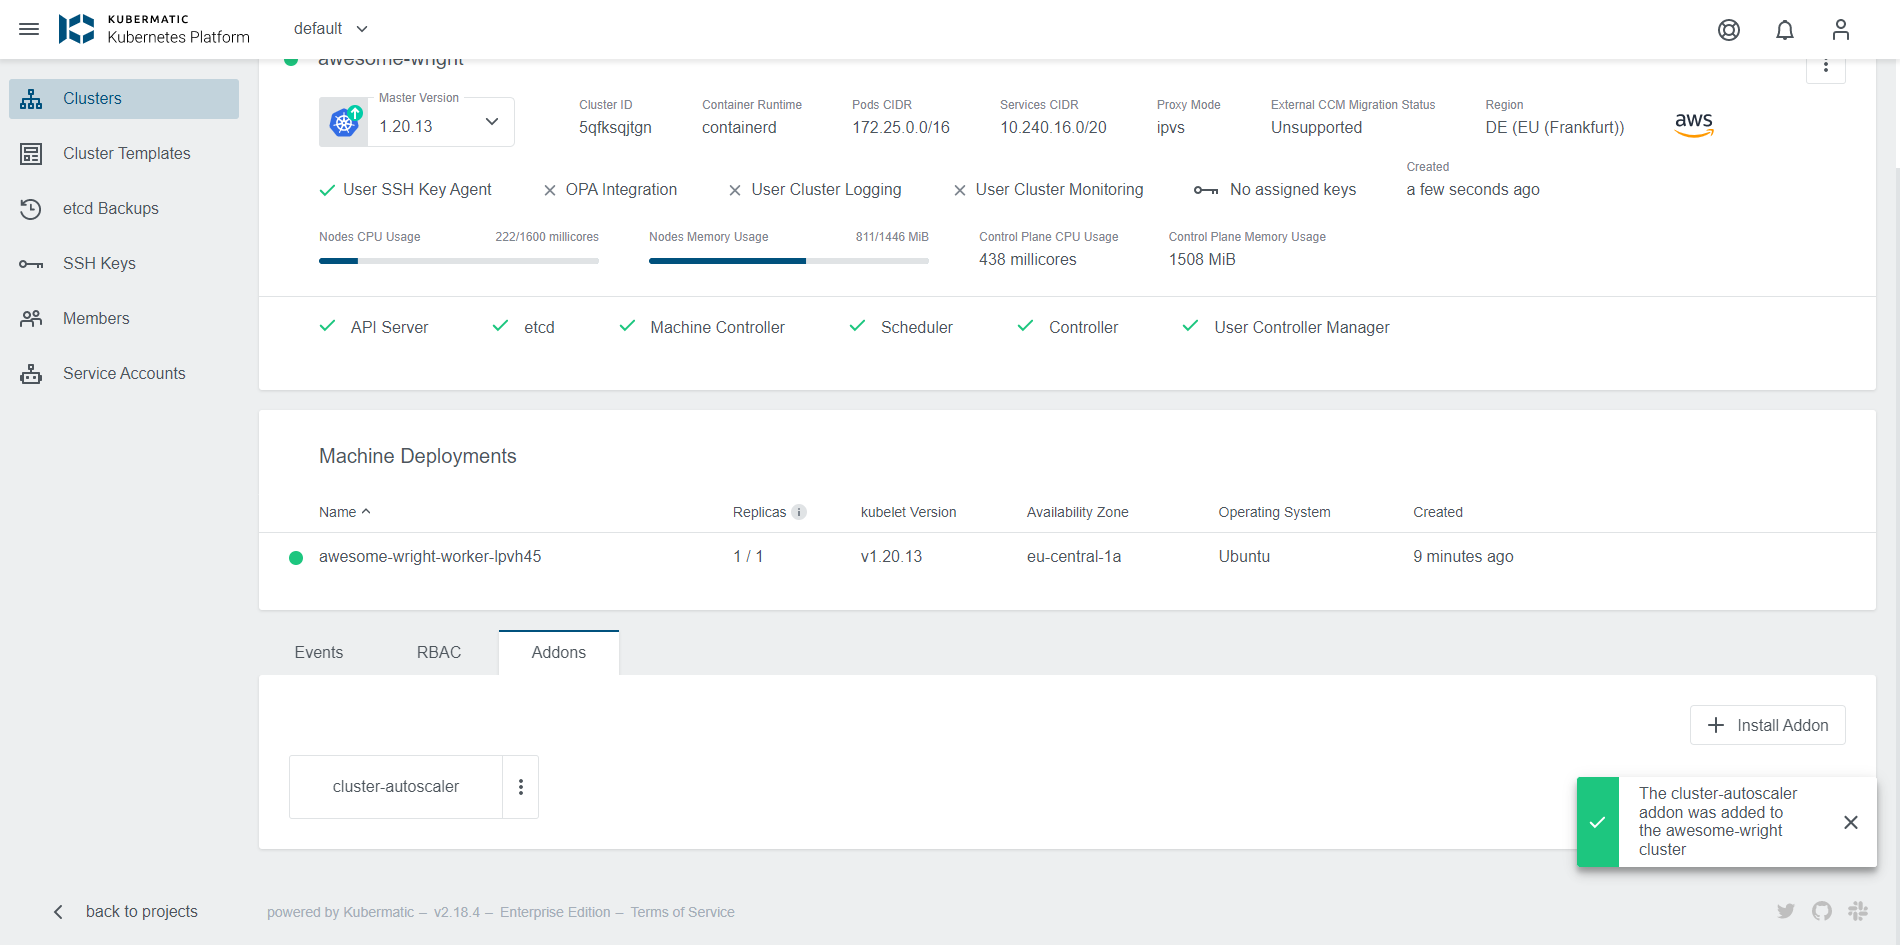 KUBERMATIC
Kubernetes Platform
default
Clusters
Cluster Templates
etcd Backups
SSH Keys
Members
Service Accounts
back to projects
awesome-wright
Master Version
1.20.13
Cluster ID
5qfksqjtgn
Container Runtime
containerd
Pods CIDR
172.25.0.0/16
Services CIDR
10.240.16.0/20
Proxy Mode
ipvs
External CCM Migration Status
Unsupported
Region
DE (EU (Frankfurt))
aws
User SSH Key Agent
OPA Integration
User Cluster Logging
User Cluster Monitoring
No assigned keys
Created
a few seconds ago
Nodes CPU Usage
222/1600 millicores
Nodes Memory Usage
811/1446 MiB
Control Plane CPU Usage
438 millicores
Control Plane Memory Usage
1508 MiB
API Server
etcd
Machine Controller
Scheduler
Controller
User Controller Manager
Machine Deployments
Name Replicas i kubelet Version Availability Zone Operating System Created
awesome-wright-worker-lpvh45 1 / 1 v1.20.13 eu-central-1a Ubuntu 9 minutes ago
Events RBAC Addons
Install Addon
cluster-autoscaler
The cluster-autoscaler
addon was added to
the awesome-wright
cluster
powered by Kubermatic – v2.18.4 – Enterprise Edition – Terms of Service